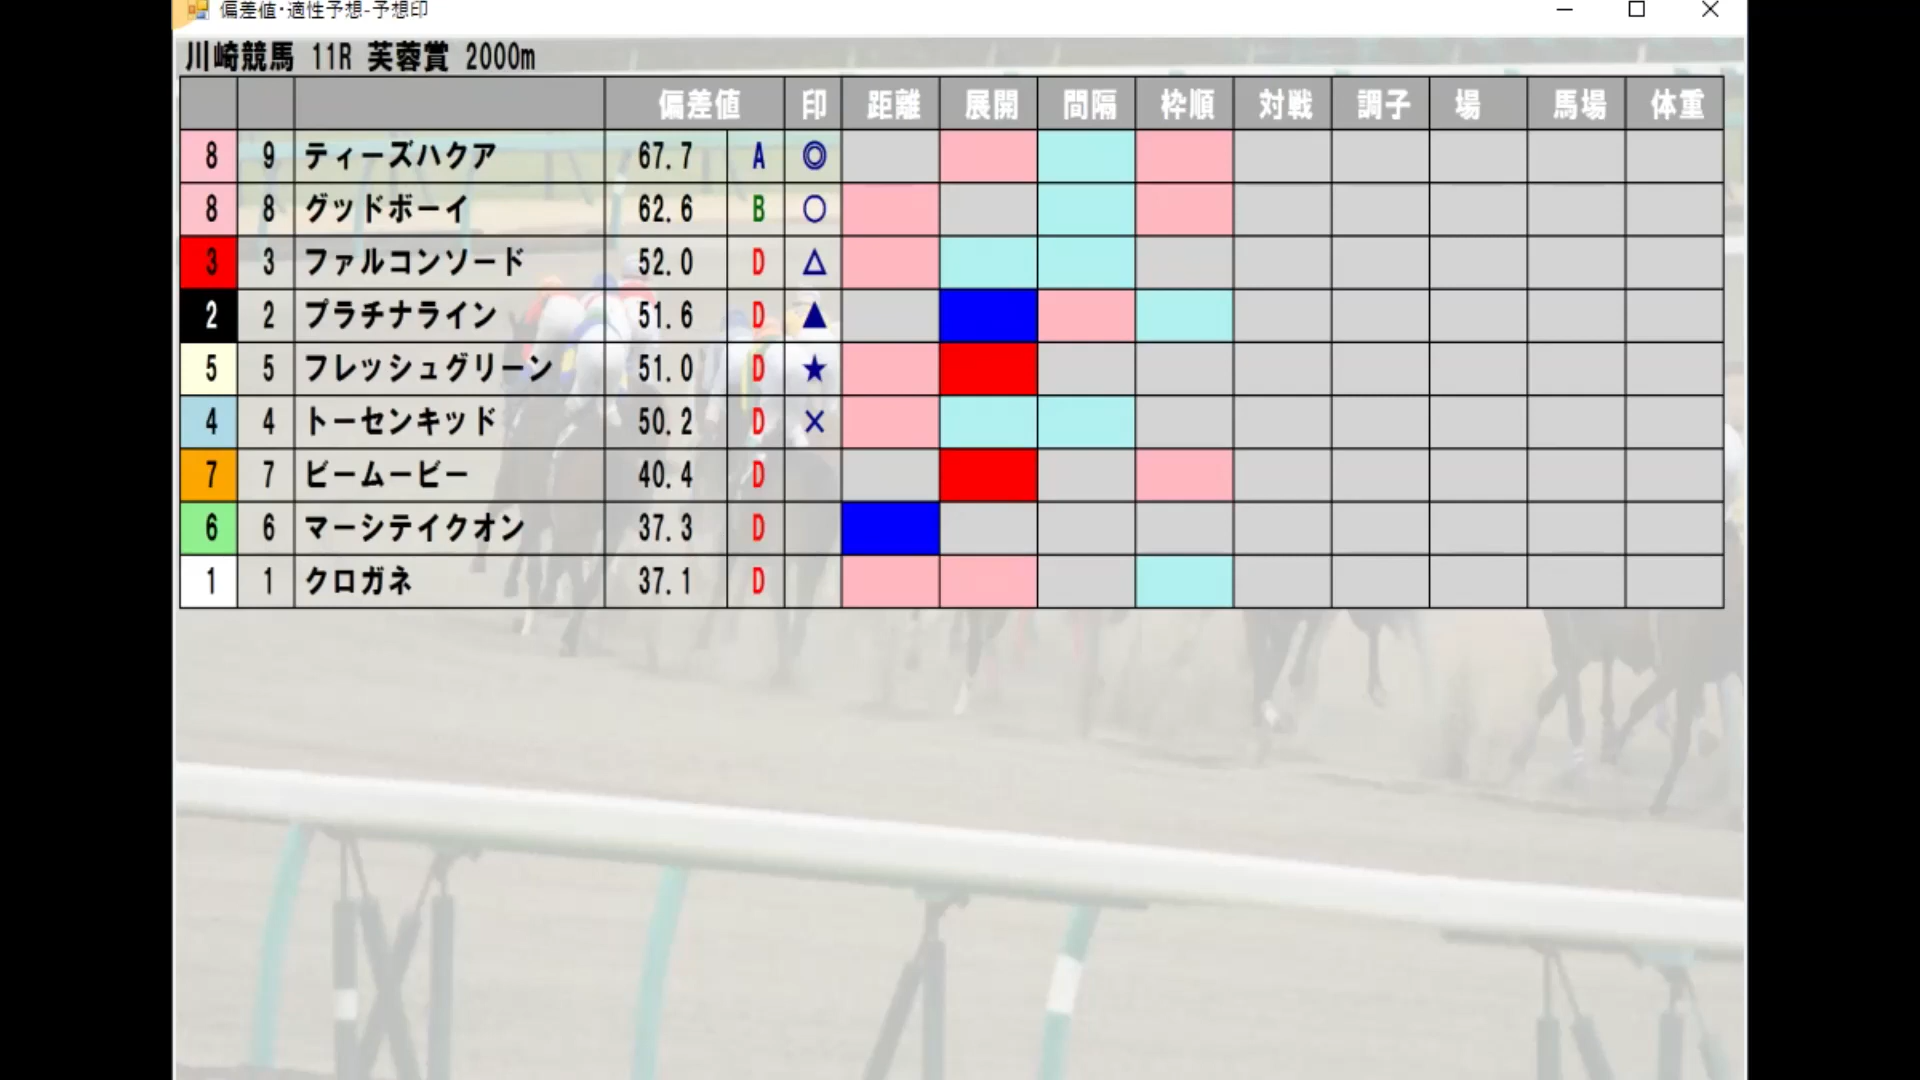 偏差値・適性予想-予想印
川崎競馬 11R 芙蓉賞 2000m
偏差値 印 距離 展開 間隔 枠順 対戦 調子 場 馬場 体重
8 9 ティーズハクア 67.7 A ◎
8 8 グッドボーイ 62.6 B ○
3 3 ファルコンソード 52.0 D △
2 2 プラチナライン 51.6 D ▲
5 5 フレッシュグリーン 51.0 D ★
4 4 トーセンキッド 50.2 D ×
7 7 ビームービー 40.4 D
6 6 マーシテイクオン 37.3 D
1 1 クロガネ 37.1 D